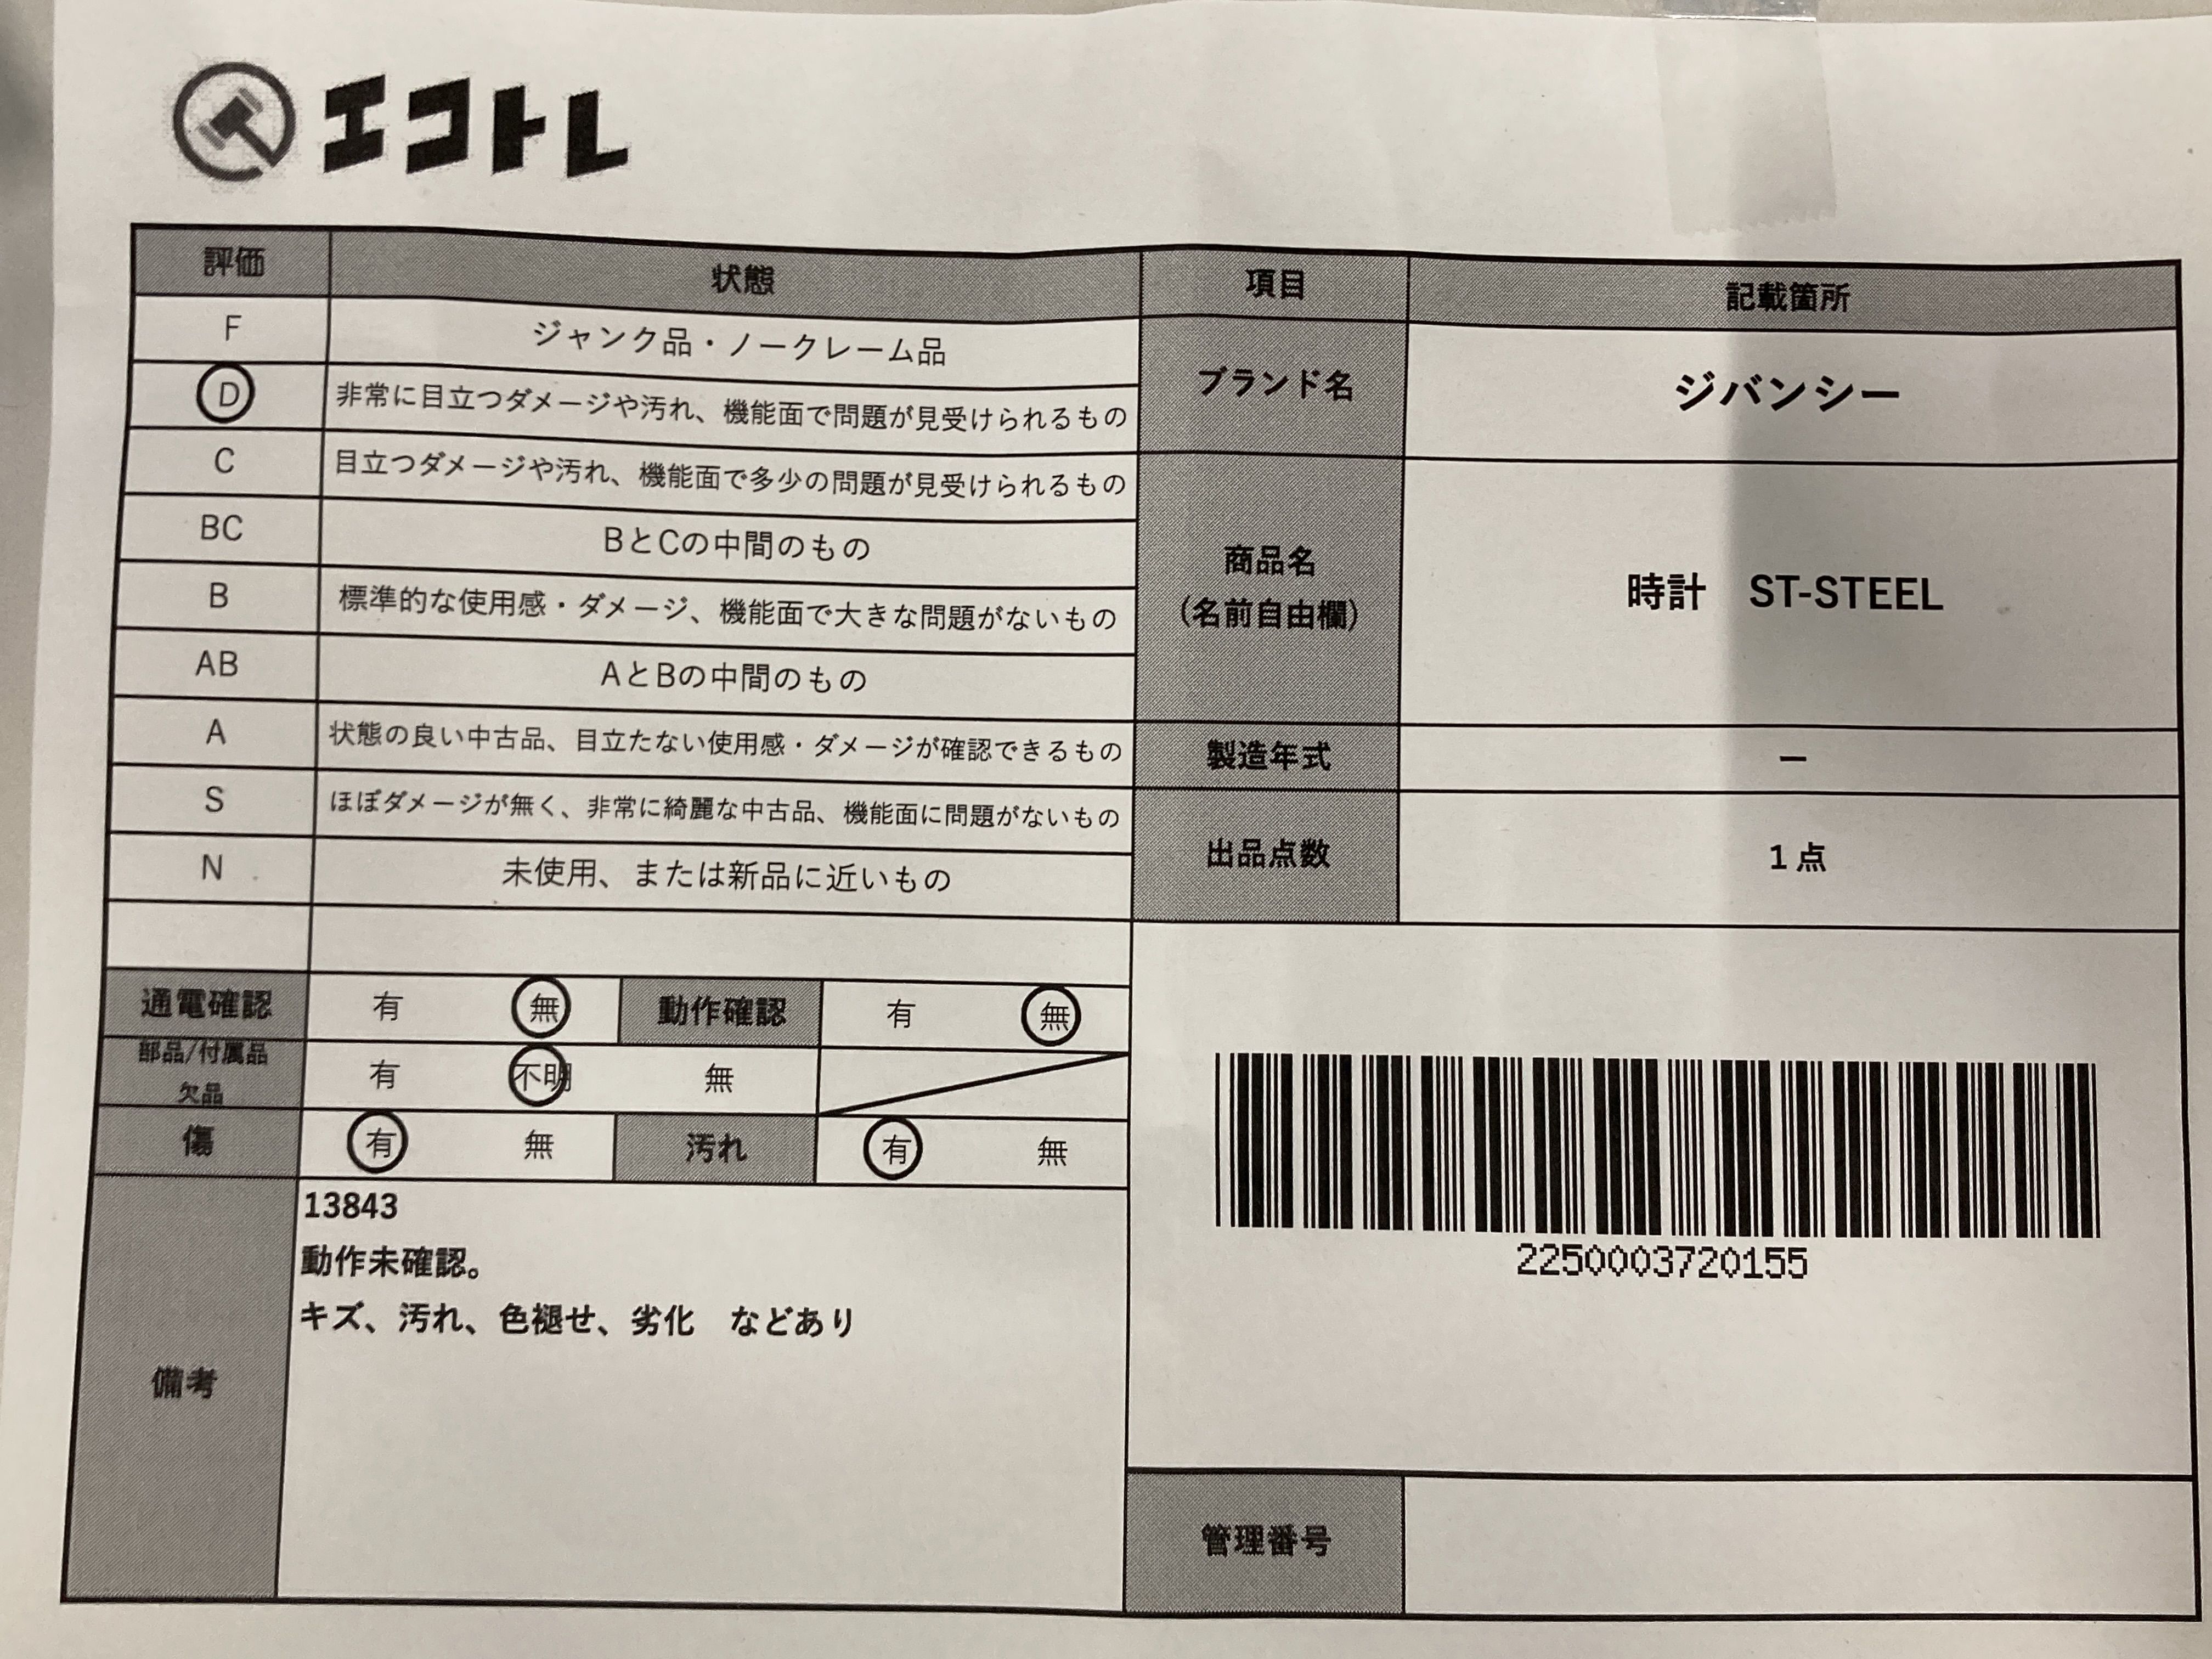 エコトレ
評価 状態 項目 記載箇所
F ジャンク品・ノークレーム品
D 非常に目立つダメージや汚れ、機能面で問題が見受けられるもの
ブランド名 ジバンシー
C 目立つダメージや汚れ、機能面で多少の問題が見受けられるもの
BC BとCの中間のもの
商品名
(名前自由欄)
時計 ST-STEEL
B 標準的な使用感・ダメージ、機能面で大きな問題がないもの
AB AとBの中間のもの
A 状態の良い中古品、目立たない使用感・ダメージが確認できるもの
製造年式 ー
S ほぼダメージが無く、非常に綺麗な中古品、機能面に問題がないもの
出品点数 1点
N 未使用、または新品に近いもの
通電確認 有 無 動作確認 有 無
部品/付属品
欠品
有 不明 無
傷 有 無 汚れ 有 無
備考
13843
動作未確認。
キズ、汚れ、色褪せ、劣化 などあり
2250003720155
管理番号